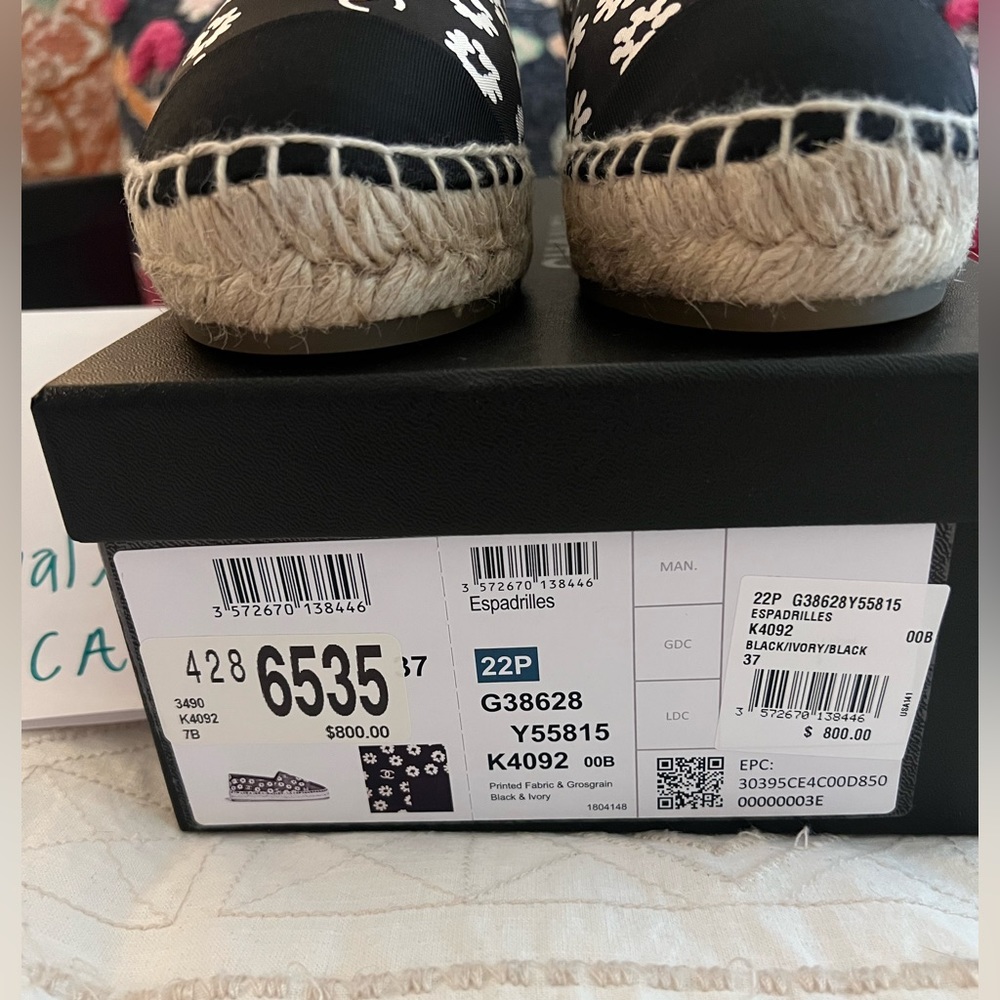 CA
3 572670 138446
428 6535 37
3490
K4092
7B
$800.00
3 572670 138446
Espadrilles
22P
G38628
Y55815
K4092 00B
Printed Fabric & Grosgrain
Black & Ivory
1804148
MAN.
GDC
LDC
22P G38628Y55815
ESPADRILLES
K4092
00B
BLACK/IVORY/BLACK
37
3 572670 138446
USA141
$ 800.00
EPC:
30395CE4C00D850
00000003E